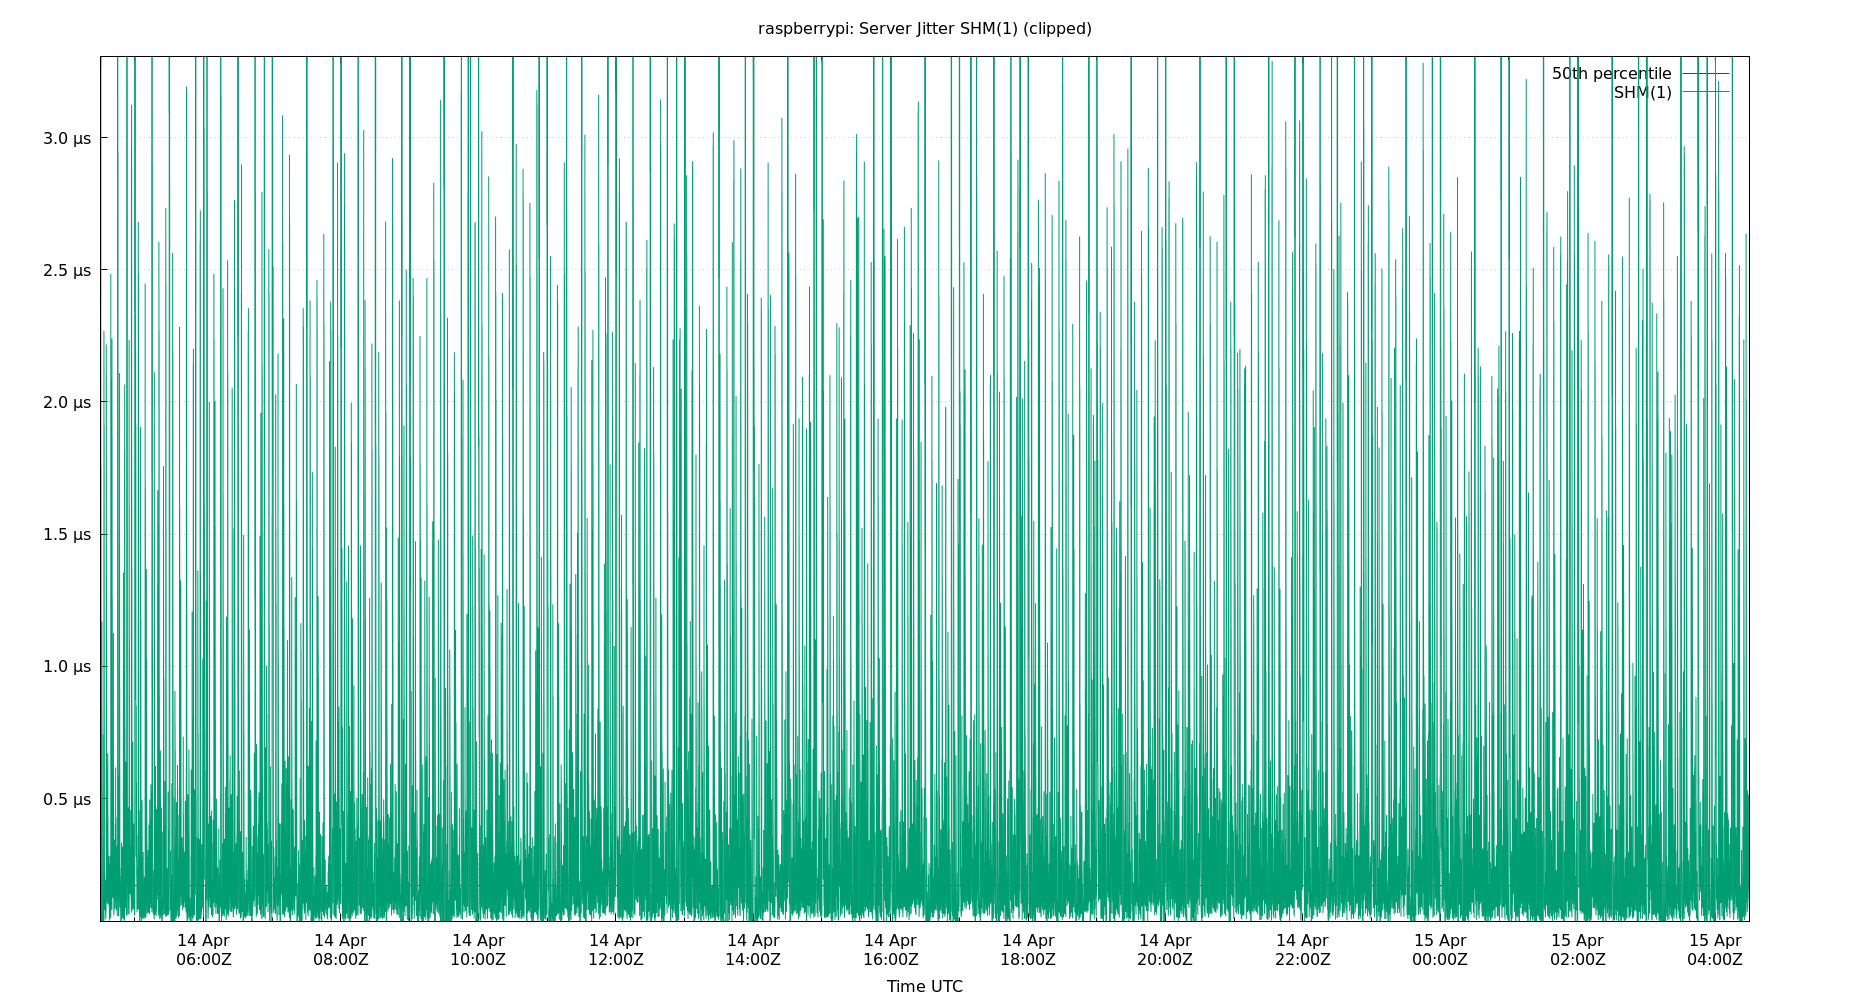 raspberrypi: Server Jitter SHM(1) (clipped)
50th percentile
SHM(1)
3.0 µs
2.5 µs
2.0 µs
1.5 µs
1.0 µs
0.5 µs
14 Apr 14 Apr 14 Apr 14 Apr 14 Apr 14 Apr 14 Apr 14 Apr 14 Apr 15 Apr 15 Apr 15 Apr
06:00Z 08:00Z 10:00Z 12:00Z 14:00Z 16:00Z 18:00Z 20:00Z 22:00Z 00:00Z 02:00Z 04:00Z
Time UTC